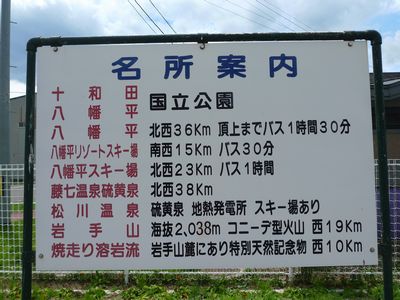 名所案内
十和田 国立公園
八幡平
八幡平 北西36Km 頂上までバス1時間30分
八幡平リゾートスキー場 南西15Km バス30分
八幡平スキー場 北西23Km バス1時間
藤七温泉硫黄泉 北西38Km
松川温泉 硫黄泉 地熱発電所 スキー場あり
岩手山 海抜2,038m コニーデ型火山 西19Km
焼走り溶岩流 岩手山麓にあり特別天然記念物 西10Km